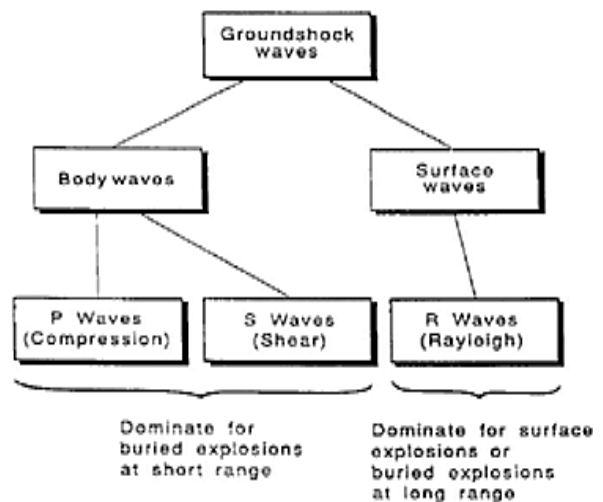 Groundshock
waves
Body waves
Surface
waves
P Waves
(Compression)
S Waves
(Shear)
R Waves
(Rayleigh)
Dominate for
buried explosions
at short range
Dominate for surface
explosions or
buried explosions
at long range